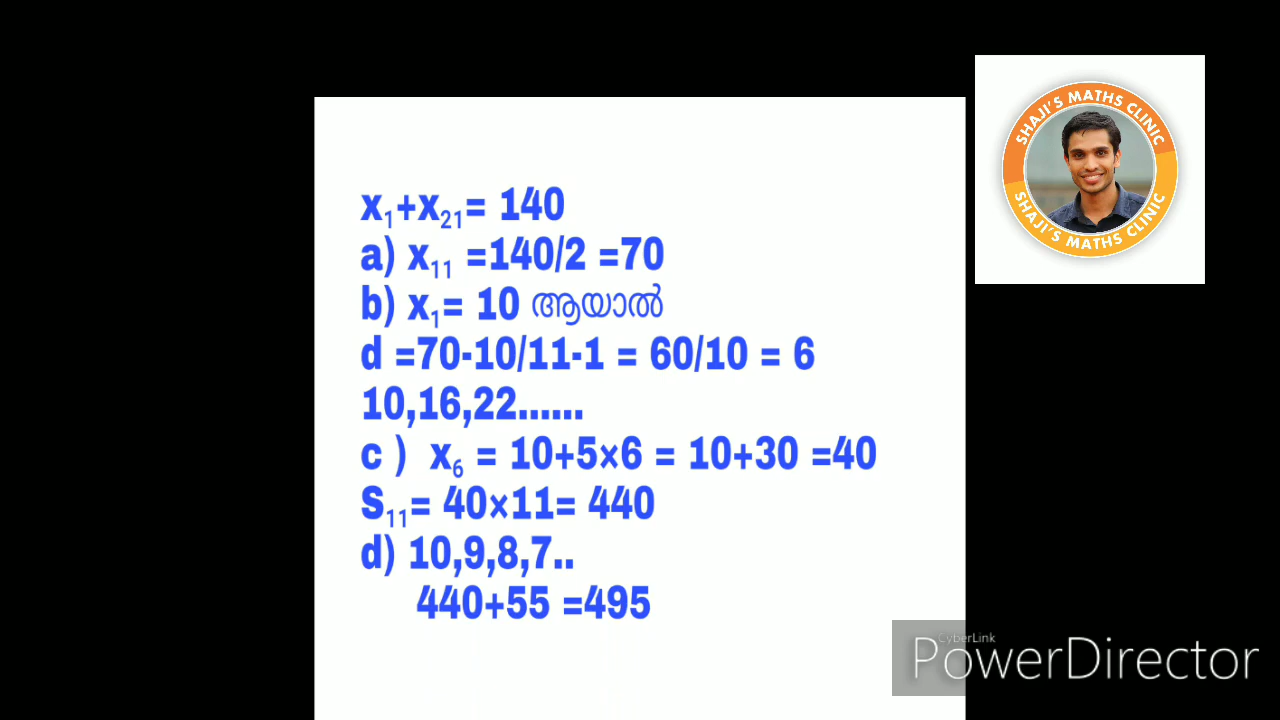 SHAJI'S MATHS CLINIC
SHAJI'S MATHS CLINIC
x₁+x₂₁= 140
a) x₁₁ =140/2 =70
b) x₁= 10 ആയാൽ
d =70-10/11-1 = 60/10 = 6
10,16,22......
c ) x₆ = 10+5×6 = 10+30 =40
S₁₁= 40×11= 440
d) 10,9,8,7..
440+55 =495
CyberLink
PowerDirector